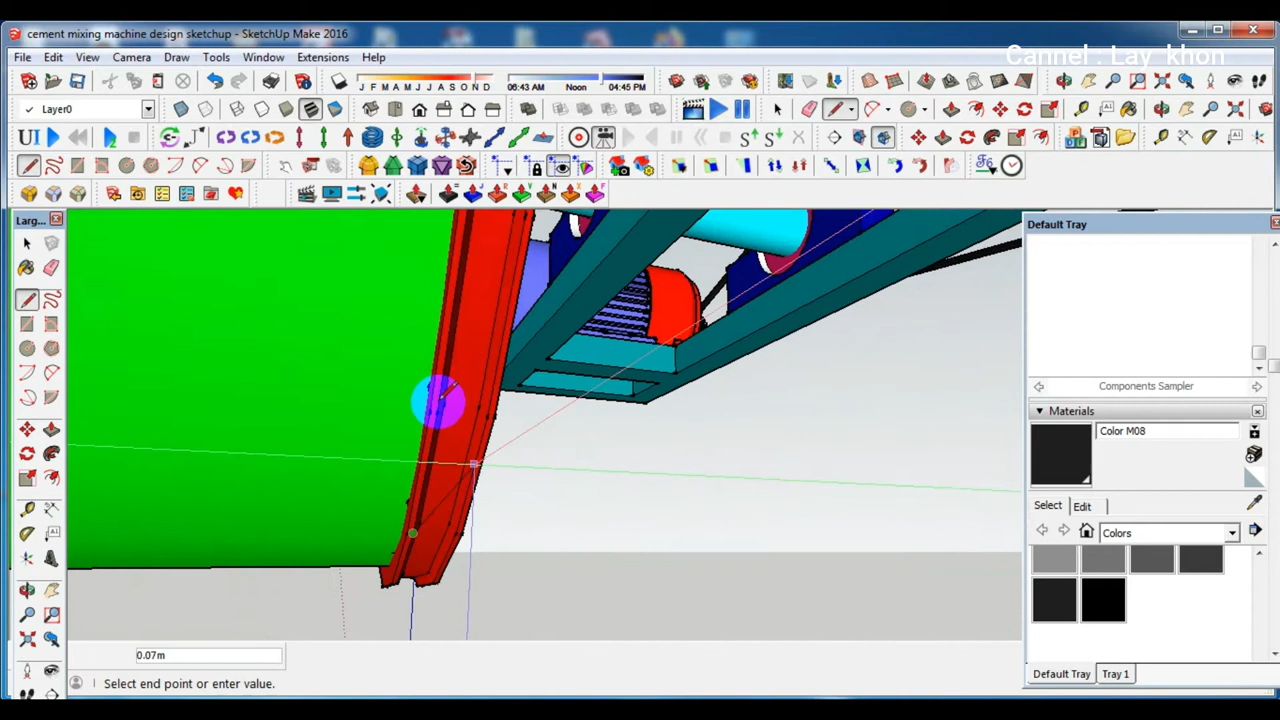 cement mixing machine design sketchup - SketchUp Make 2016
Cannel : Lay khon
File Edit View Camera Draw Tools Window Extensions Help
Layer0
J F M A M J J A S O N D
06:43 AM Noon 04:45 PM
UI
Larg...
Default Tray
Components Sampler
Materials
Color M08
Select Edit
Colors
0.07m
Select end point or enter value.
Default Tray Tray 1